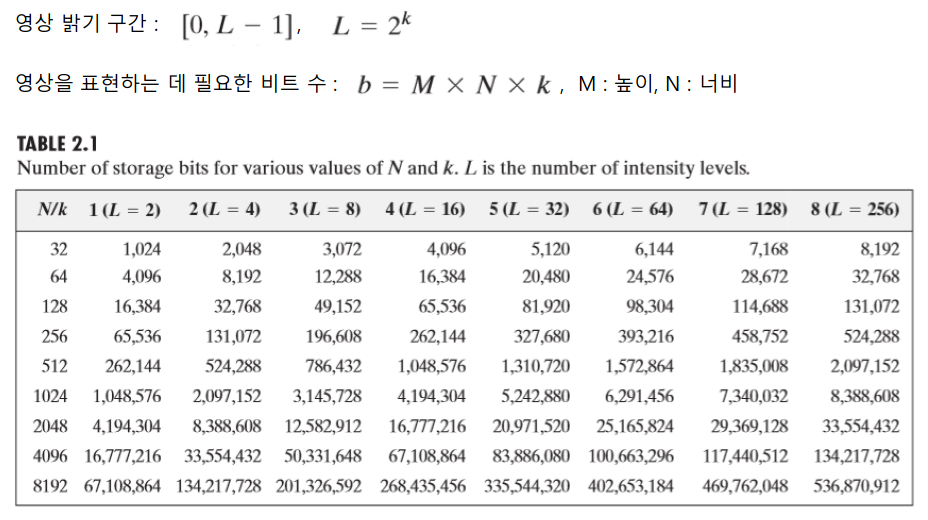 영상 밝기 구간 : [0, L − 1], L = 2^k
영상을 표현하는 데 필요한 비트 수 : b = M × N × k , M : 높이, N : 너비
TABLE 2.1
Number of storage bits for various values of N and k. L is the number of intensity levels.
N/k 1 (L = 2) 2 (L = 4) 3 (L = 8) 4 (L = 16) 5 (L = 32) 6 (L = 64) 7 (L = 128) 8 (L = 256)
32 1,024 2,048 3,072 4,096 5,120 6,144 7,168 8,192
64 4,096 8,192 12,288 16,384 20,480 24,576 28,672 32,768
128 16,384 32,768 49,152 65,536 81,920 98,304 114,688 131,072
256 65,536 131,072 196,608 262,144 327,680 393,216 458,752 524,288
512 262,144 524,288 786,432 1,048,576 1,310,720 1,572,864 1,835,008 2,097,152
1024 1,048,576 2,097,152 3,145,728 4,194,304 5,242,880 6,291,456 7,340,032 8,388,608
2048 4,194,304 8,388,608 12,582,912 16,777,216 20,971,520 25,165,824 29,369,128 33,554,432
4096 16,777,216 33,554,432 50,331,648 67,108,864 83,886,080 100,663,296 117,440,512 134,217,728
8192 67,108,864 134,217,728 201,326,592 268,435,456 335,544,320 402,653,184 469,762,048 536,870,912